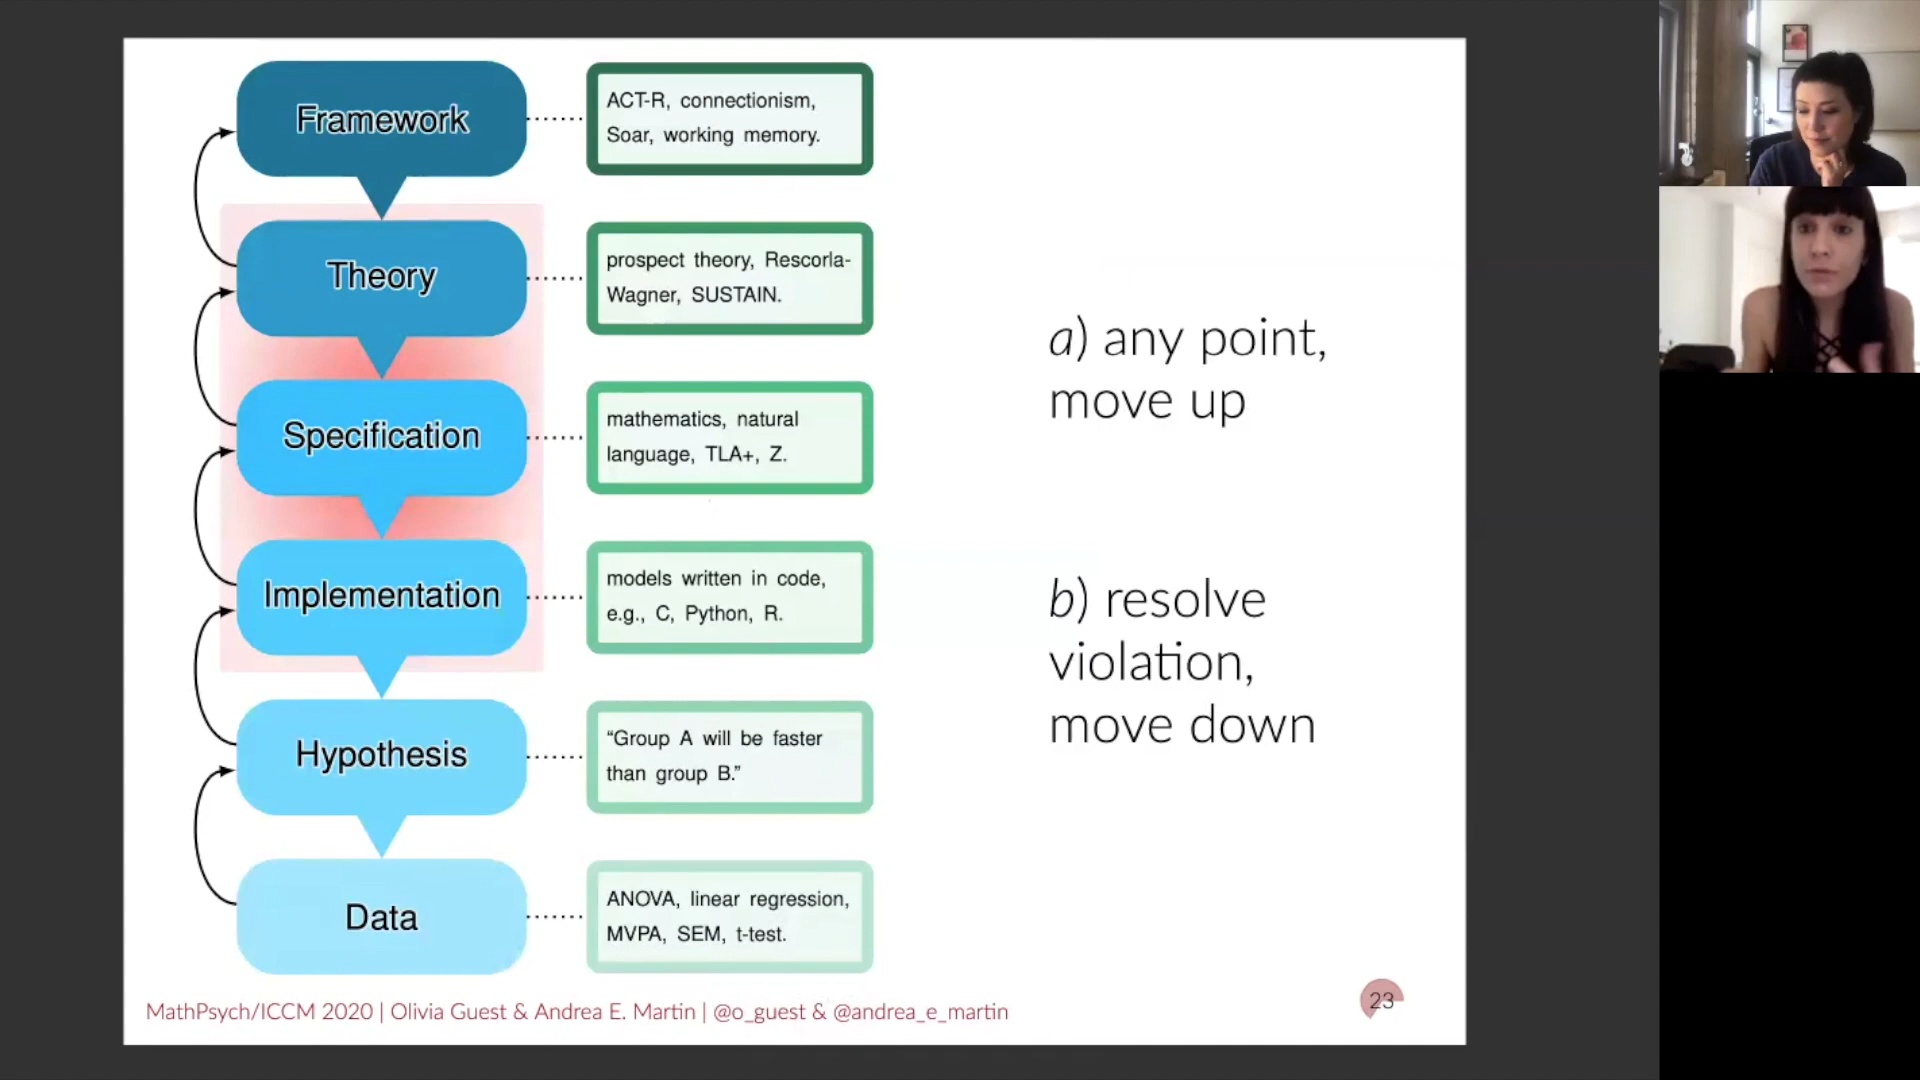 Framework
ACT-R, connectionism,
Soar, working memory.
Theory
prospect theory, Rescorla-
Wagner, SUSTAIN.
Specification
mathematics, natural
language, TLA+, Z.
Implementation
models written in code,
e.g., C, Python, R.
Hypothesis
“Group A will be faster
than group B.”
Data
ANOVA, linear regression,
MVPA, SEM, t-test.
a) any point,
move up
b) resolve
violation,
move down
MathPsych/ICCM 2020 | Olivia Guest & Andrea E. Martin | @o_guest & @andrea_e_martin
23